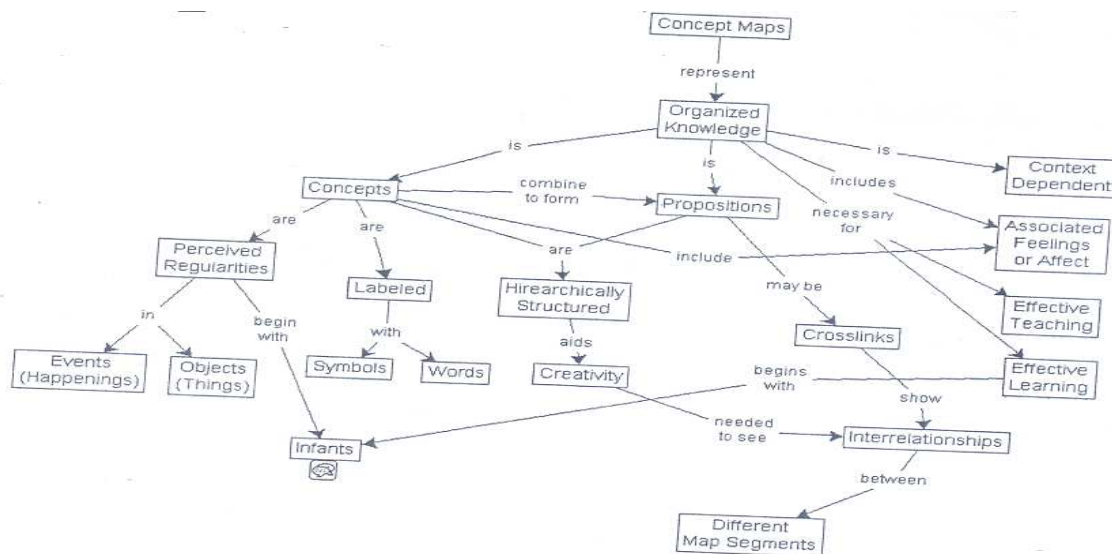 Concept Maps
represent
Organized
Knowledge
is
is
is
Context
Dependent
Concepts
combine
to form
Propositions
includes
necessary
for
are
are
are
include
Associated
Feelings
or Affect
Perceived
Regularities
Labeled
Hirearchically
Structured
may be
Effective
Teaching
in
begin
with
with
aids
Crosslinks
Events
(Happenings)
Objects
(Things)
Symbols
Words
Creativity
begins
with
Effective
Learning
show
needed
to see
Infants
Interrelationships
between
Different
Map Segments